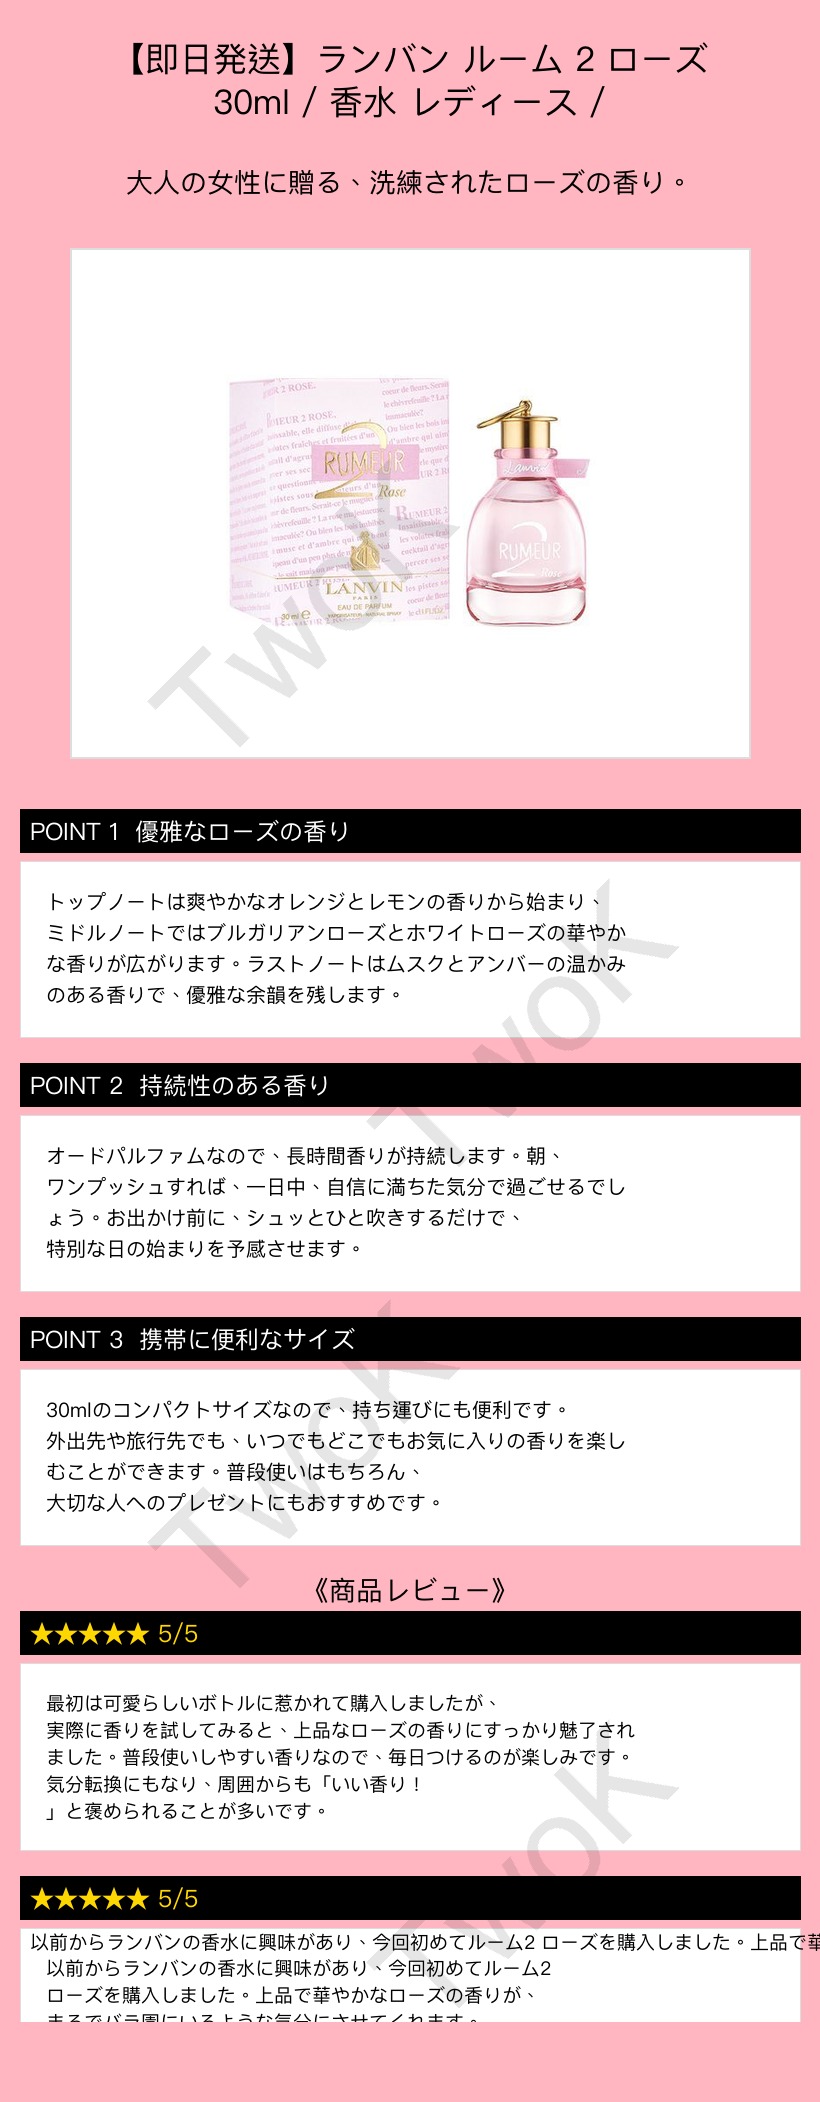 【即日発送】ランバン ルーム 2 ローズ
30ml / 香水 レディース /
大人の女性に贈る、洗練されたローズの香り。
RUMEUR
2
Rose
LANVIN
PARIS
EAU DE PARFUM
30 ml e
Lanvin
2
RUMEUR
Rose
TwoK
POINT 1 優雅なローズの香り
トップノートは爽やかなオレンジとレモンの香りから始まり、
ミドルノートではブルガリアンローズとホワイトローズの華やか
な香りが広がります。ラストノートはムスクとアンバーの温かみ
のある香りで、優雅な余韻を残します。
TwoK
POINT 2 持続性のある香り
オードパルファムなので、長時間香りが持続します。朝、
ワンプッシュすれば、一日中、自信に満ちた気分で過ごせるでし
ょう。お出かけ前に、シュッとひと吹きするだけで、
特別な日の始まりを予感させます。
POINT 3 携帯に便利なサイズ
30mlのコンパクトサイズなので、持ち運びにも便利です。
外出先や旅行先でも、いつでもどこでもお気に入りの香りを楽し
むことができます。普段使いはもちろん、
大切な人へのプレゼントにもおすすめです。
TwoK
《商品レビュー》
★★★★★ 5/5
最初は可愛らしいボトルに惹かれて購入しましたが、
実際に香りを試してみると、上品なローズの香りにすっかり魅了され
ました。普段使いしやすい香りなので、毎日つけるのが楽しみです。
気分転換にもなり、周囲からも「いい香り！
」と褒められることが多いです。
TwoK
★★★★★ 5/5
以前からランバンの香水に興味があり、今回初めてルーム2 ローズを購入しました。上品で華
以前からランバンの香水に興味があり、今回初めてルーム2
ローズを購入しました。上品で華やかなローズの香りが、
まるでバラ園にいるような気分にさせてくれます。